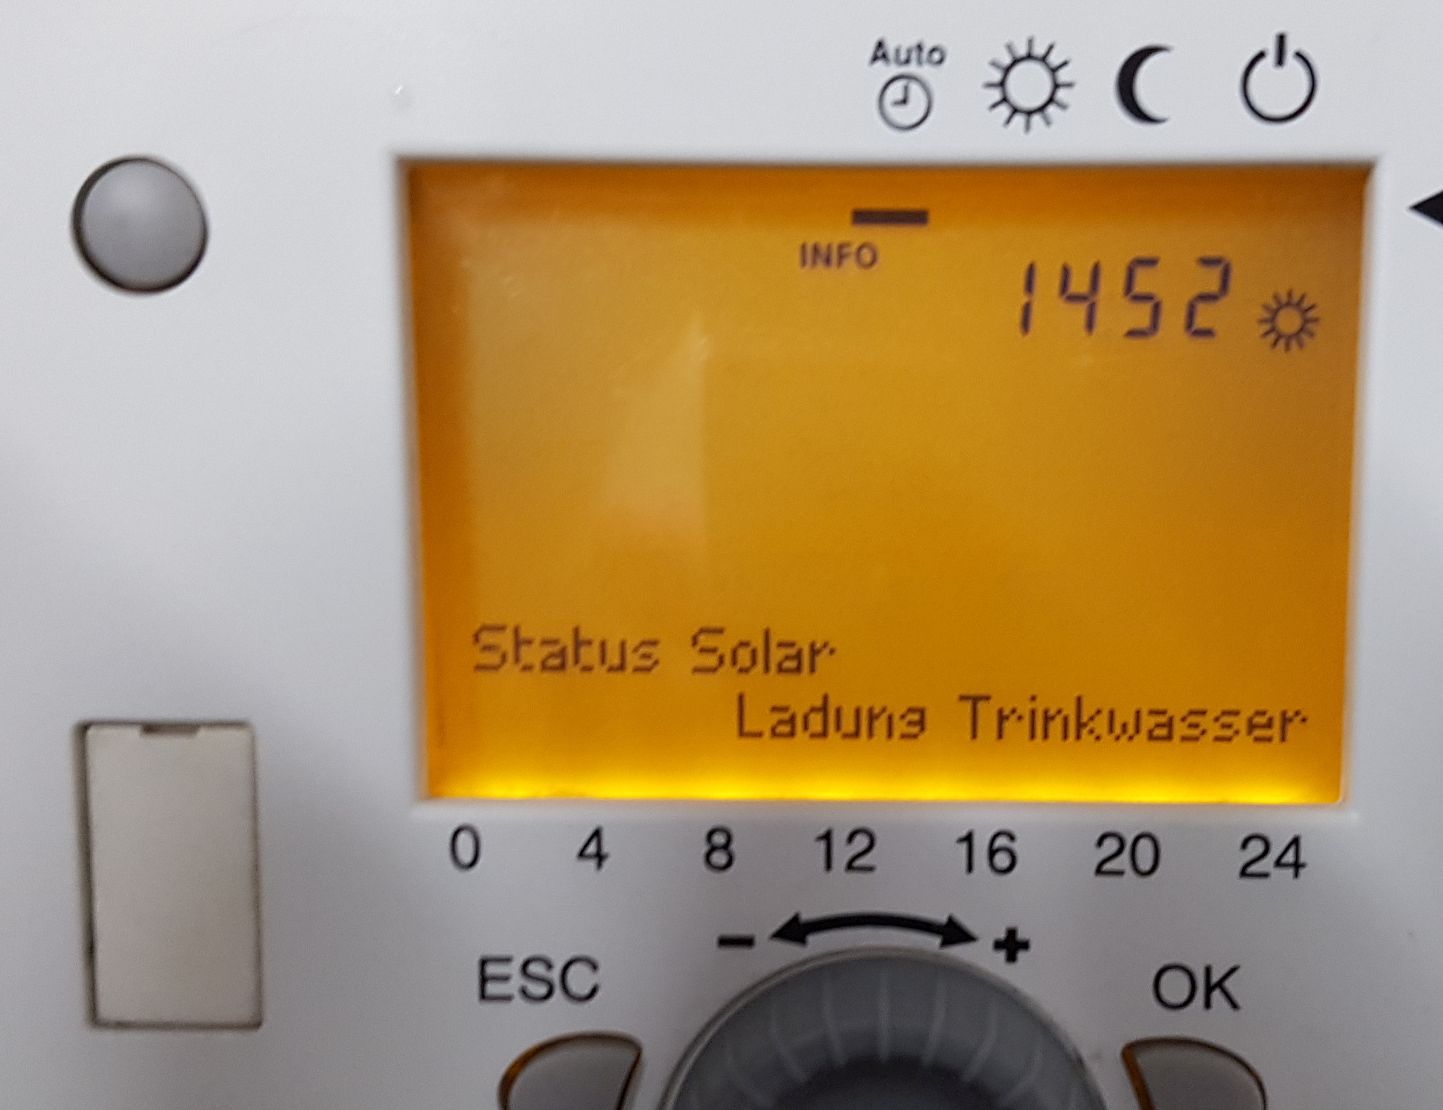 Auto
INFO
1452
Status Solar
Ladung Trinkwasser
0 4 8 12 16 20 24
- +
ESC OK